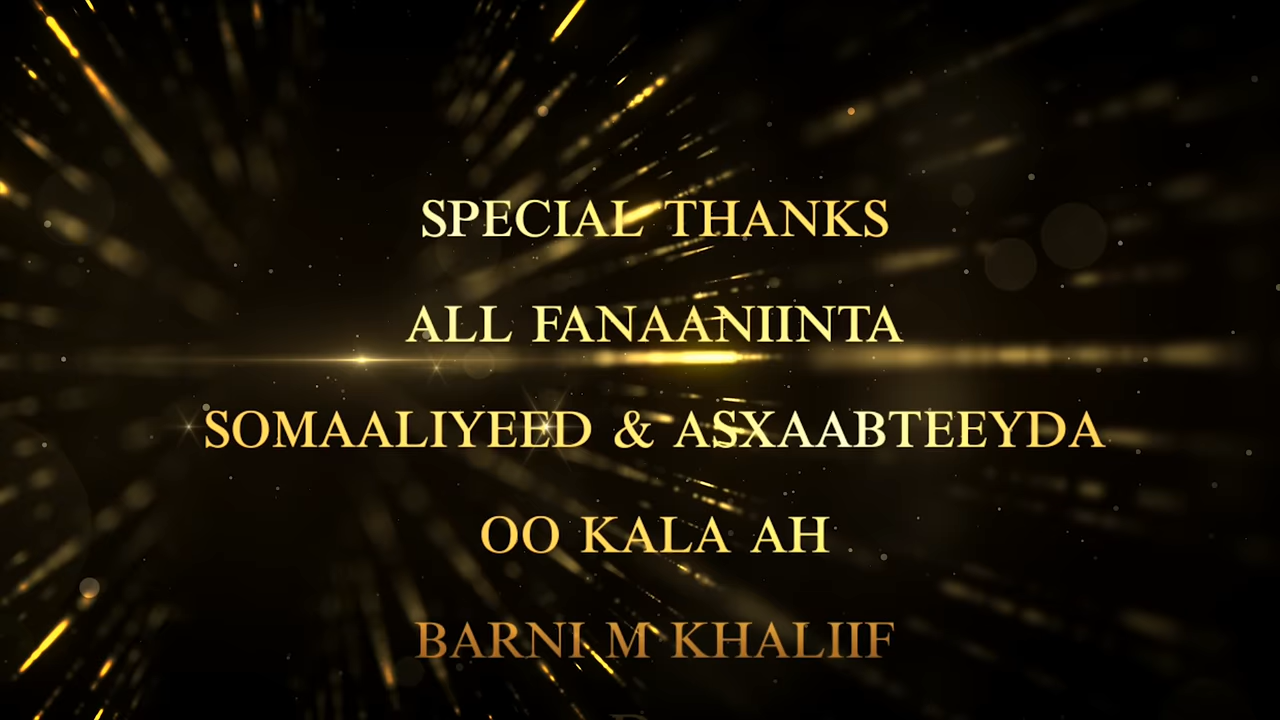 SPECIAL THANKS
ALL FANAANIINTA
SOMAALIYEED & ASXAABTEEYDA
OO KALA AH
BARNI M KHALIIF